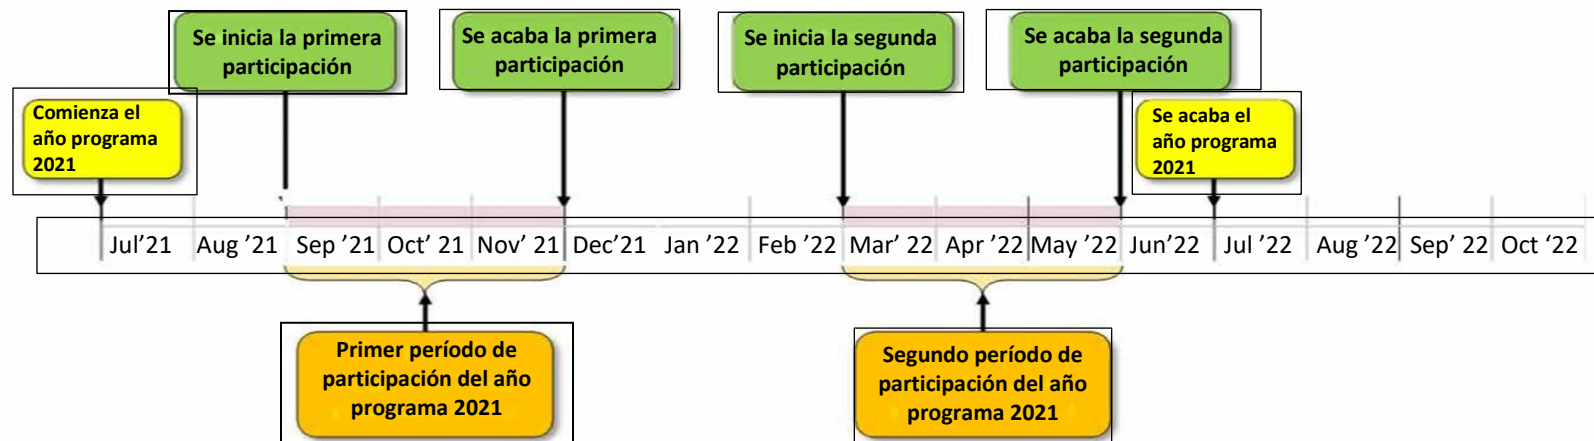 Se inicia la primera
participación
Se acaba la primera
participación
Se inicia la segunda
participación
Se acaba la segunda
participación
Comienza el
año programa
2021
Se acaba el
año programa
2021
Jul’21 Aug ’21 Sep ’21 Oct’ 21 Nov’ 21 Dec’21 Jan ’22 Feb ’22 Mar’ 22 Apr ’22 May ’22 Jun’22 Jul ’22 Aug ’22 Sep’ 22 Oct ‘22
Primer período de
participación del año
programa 2021
Segundo período de
participación del año
programa 2021